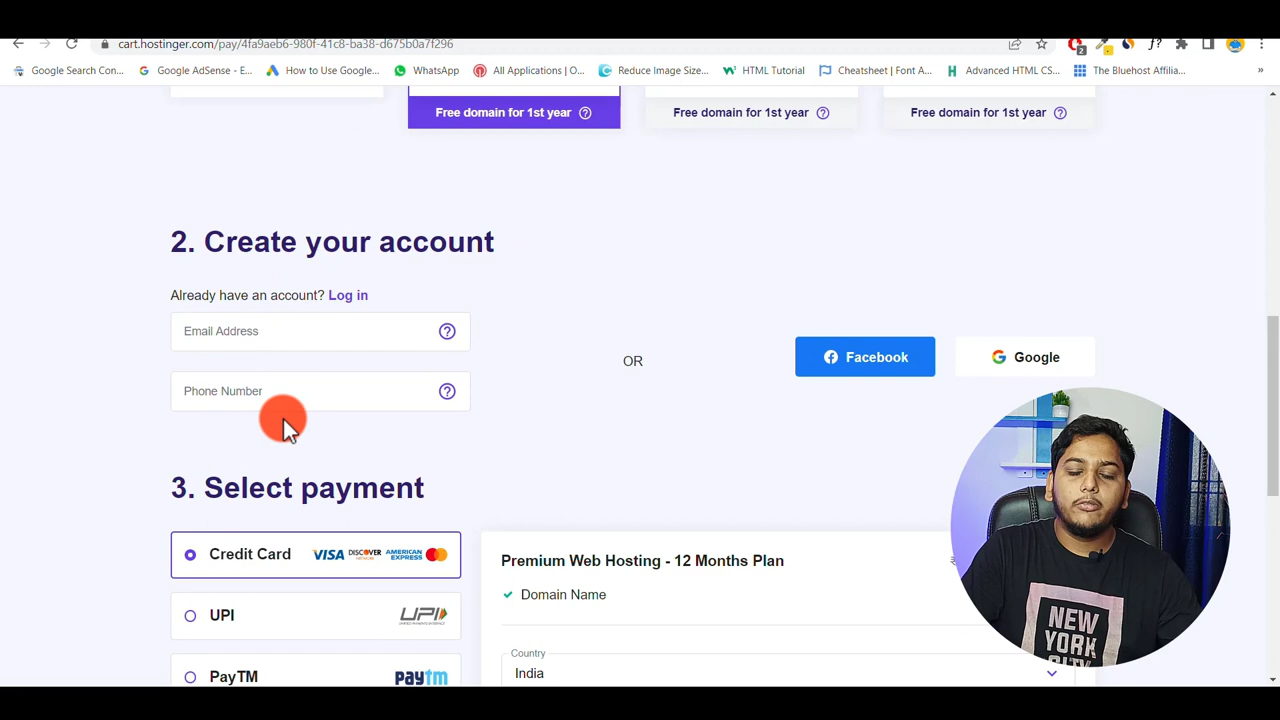 cart.hostinger.com/pay/4fa9aeb6-980f-41c8-ba38-d675b0a7f296
2
f?
Google Search Con...
Google AdSense - E...
How to Use Google...
WhatsApp
All Applications | O...
Reduce Image Size...
HTML Tutorial
Cheatsheet | Font A...
Advanced HTML CS...
The Bluehost Affilia...
»
Free domain for 1st year ?
Free domain for 1st year ?
Free domain for 1st year ?
2. Create your account
Already have an account? Log in
Email Address ?
Phone Number ?
OR
Facebook
Google
3. Select payment
Credit Card VISA DISCOVER NETWORK AMERICAN EXPRESS
UPI UPI
PayTM paytm
Premium Web Hosting - 12 Months Plan
Domain Name
Country
India
NEW
YORK
CITY